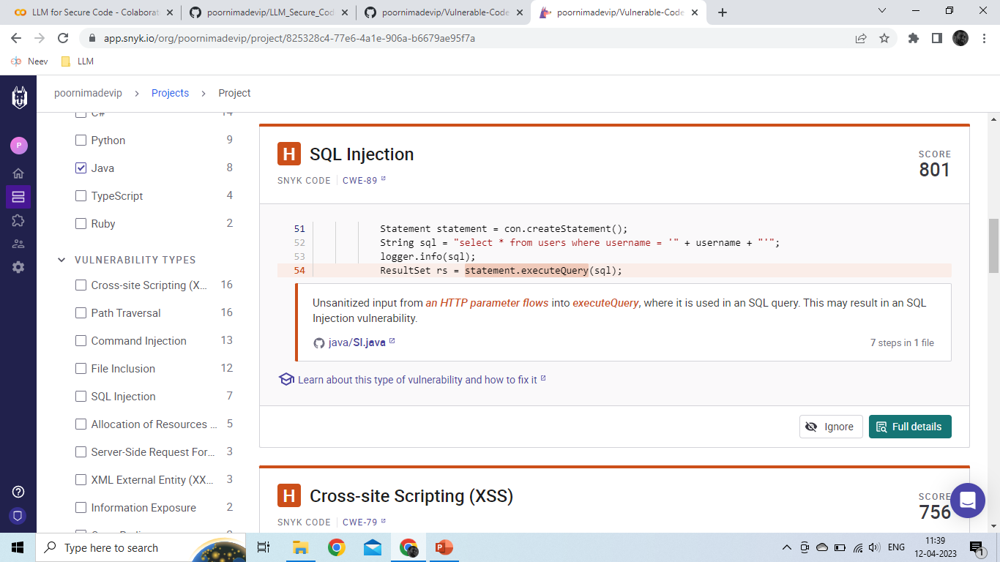 LLM for Secure Code - Colaborat
poornimadevip/LLM_Secure_Cod
poornimadevip/Vulnerable-Code
poornimadevip/Vulnerable-Code
app.snyk.io/org/poornimadevip/project/825328c4-77e6-4a1e-906a-b6679ae95f7a
Neev
LLM
poornimadevip > Projects > Project
C# 14
Python 9
Java 8
TypeScript 4
Ruby 2
VULNERABILITY TYPES
Cross-site Scripting (X... 16
Path Traversal 16
Command Injection 13
File Inclusion 12
SQL Injection 7
Allocation of Resources ... 5
Server-Side Request For... 3
XML External Entity (XX... 3
Information Exposure 2
P
H SQL Injection
SCORE
801
SNYK CODE | CWE-89
51 Statement statement = con.createStatement();
52 String sql = "select * from users where username = '" + username + "'";
53 logger.info(sql);
54 ResultSet rs = statement.executeQuery(sql);
Unsanitized input from an HTTP parameter flows into executeQuery, where it is used in an SQL query. This may result in an SQL
Injection vulnerability.
java/SI.java
7 steps in 1 file
Learn about this type of vulnerability and how to fix it
Ignore
Full details
H Cross-site Scripting (XSS)
SCORE
756
SNYK CODE | CWE-79
Type here to search
ENG
11:39
12-04-2023
1